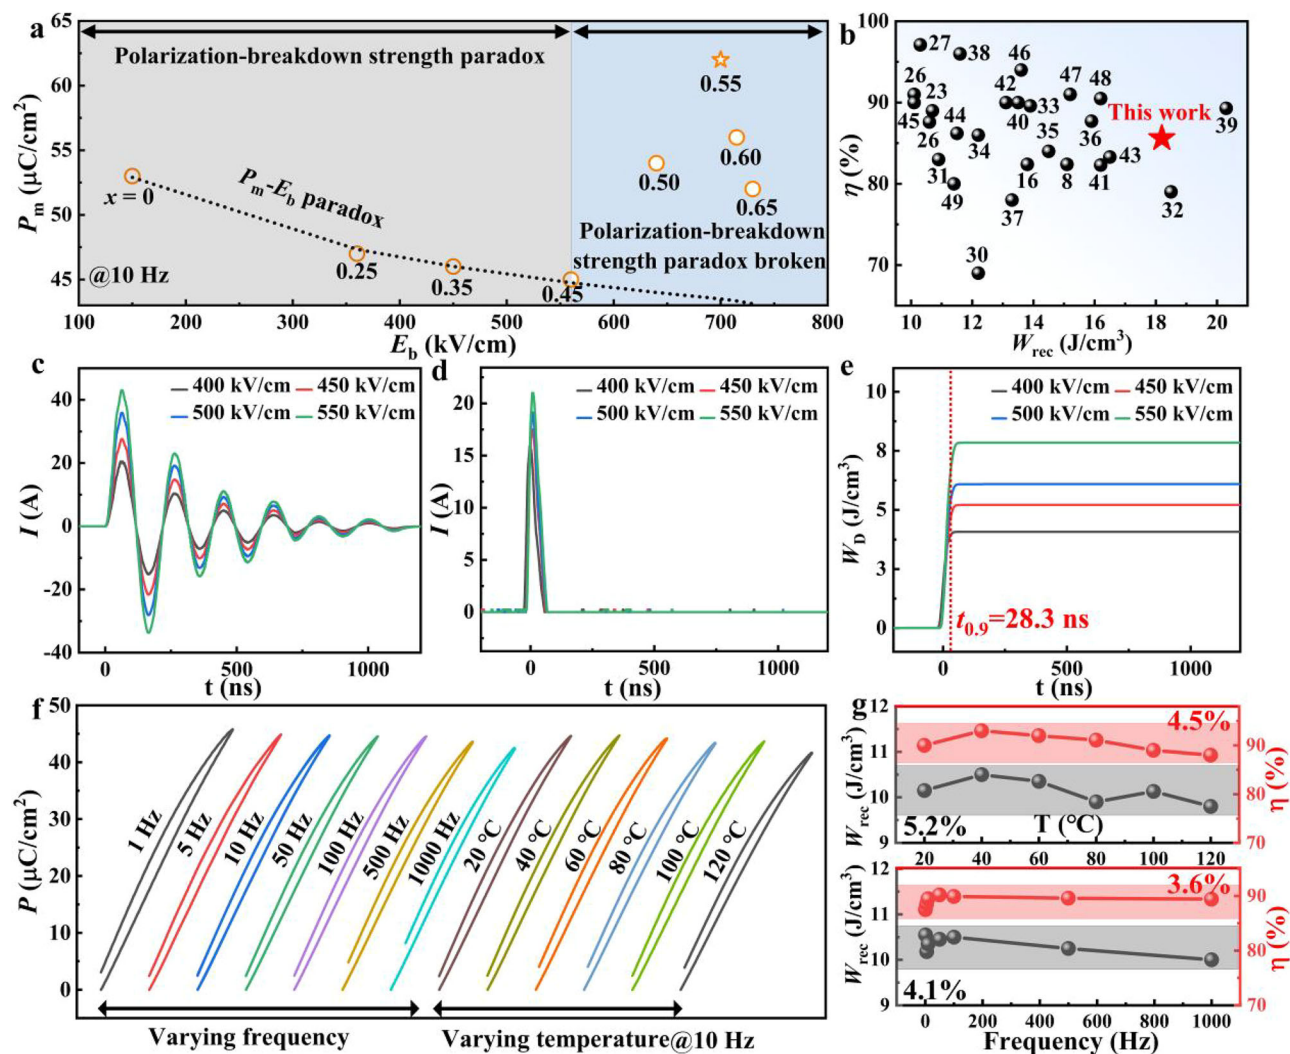 a
65
60
55
50
45
Pm (μC/cm²)
Polarization-breakdown strength paradox
0.55
0.60
0.50
0.65
x = 0
Pm-Eb paradox
0.25
0.35
0.45
Polarization-breakdown
strength paradox broken
@10 Hz
100 200 300 400 500 600 700 800
Eb (kV/cm)
b
100
90
80
70
η (%)
27 38 46
26 23 42 47 48
44 33 This work
45 26 40 35 36 39
34 43
31 16 8 41
49 37 32
30
10 12 14 16 18 20
Wrec (J/cm³)
c
400 kV/cm 450 kV/cm
500 kV/cm 550 kV/cm
40
20
0
-20
-40
I (A)
0 500 1000
t (ns)
d
400 kV/cm 450 kV/cm
500 kV/cm 550 kV/cm
20
15
10
5
0
I (A)
0 500 1000
t (ns)
e
400 kV/cm 450 kV/cm
500 kV/cm 550 kV/cm
10
8
5
3
0
WD (J/cm³)
t0.9=28.3 ns
0 500 1000
t (ns)
f
50
40
30
20
10
0
P (μC/cm²)
1 Hz 5 Hz 10 Hz 50 Hz 100 Hz 500 Hz 1000 Hz 20 °C 40 °C 60 °C 80 °C 100 °C 120 °C
Varying frequency
Varying temperature@10 Hz
g
12
11
10
9
Wrec (J/cm³)
4.5%
5.2%
T (°C)
90
80
70
η (%)
20 40 60 80 100 120
12
11
10
9
Wrec (J/cm³)
3.6%
4.1%
90
80
70
η (%)
0 200 400 600 800 1000
Frequency (Hz)